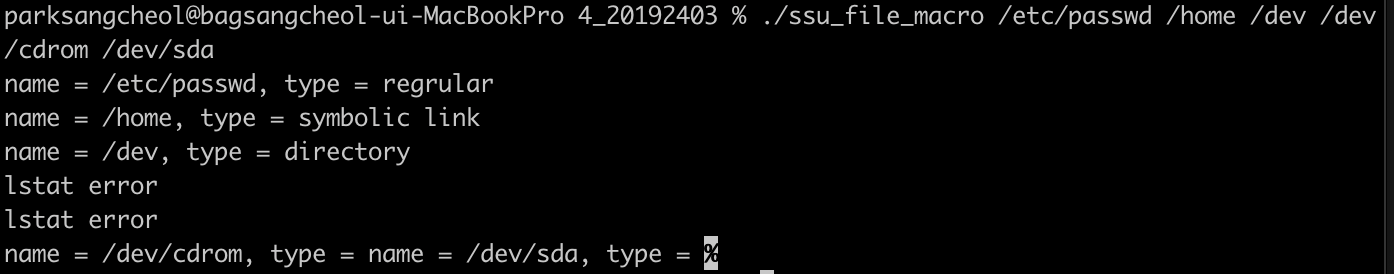 parksangcheol@bagsangcheol-ui-MacBookPro 4_20192403 % ./ssu_file_macro /etc/passwd /home /dev /dev
/cdrom /dev/sda
name = /etc/passwd, type = regrular
name = /home, type = symbolic link
name = /dev, type = directory
lstat error
lstat error
name = /dev/cdrom, type = name = /dev/sda, type = %